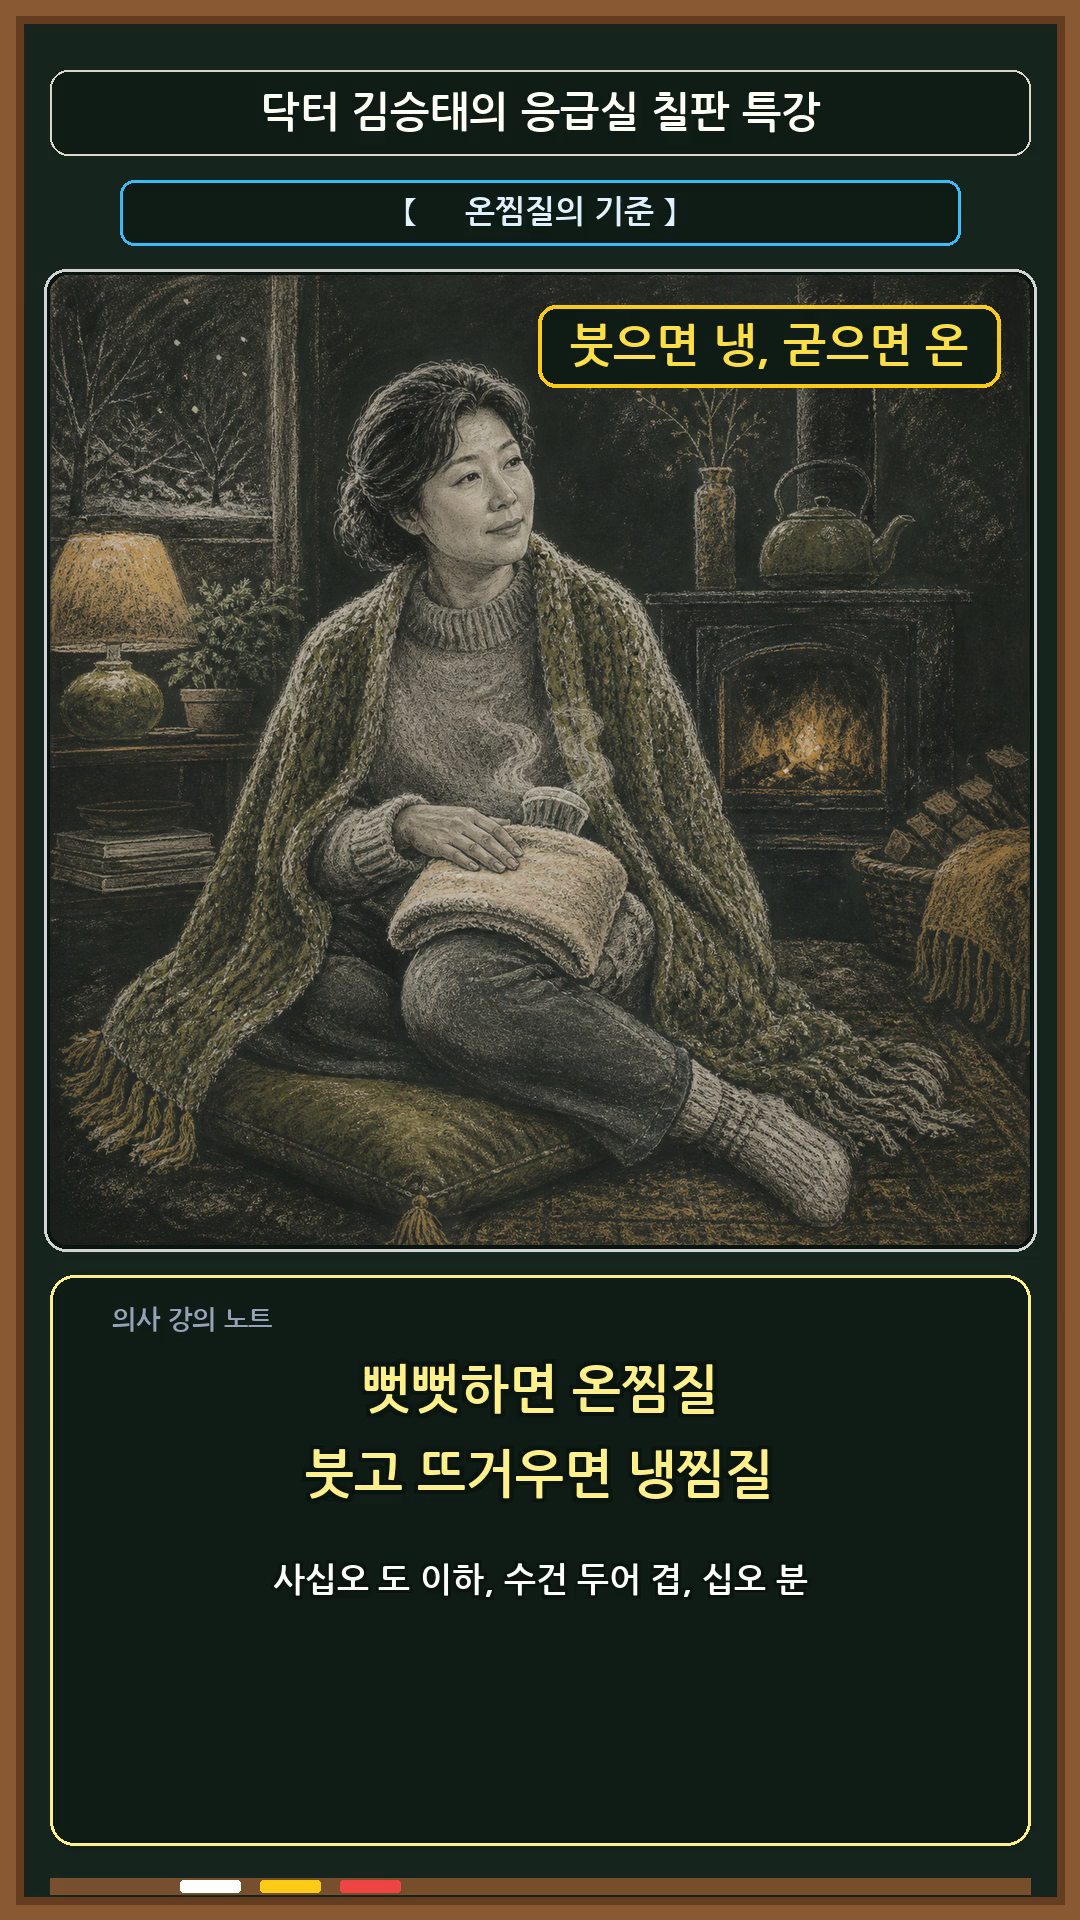 닥터 김승태의 응급실 칠판 특강
【 온찜질의 기준 】
붓으면 냉, 굳으면 온
의사 강의 노트
뻣뻣하면 온찜질
붓고 뜨거우면 냉찜질
사십오 도 이하, 수건 두어 겹, 십오 분